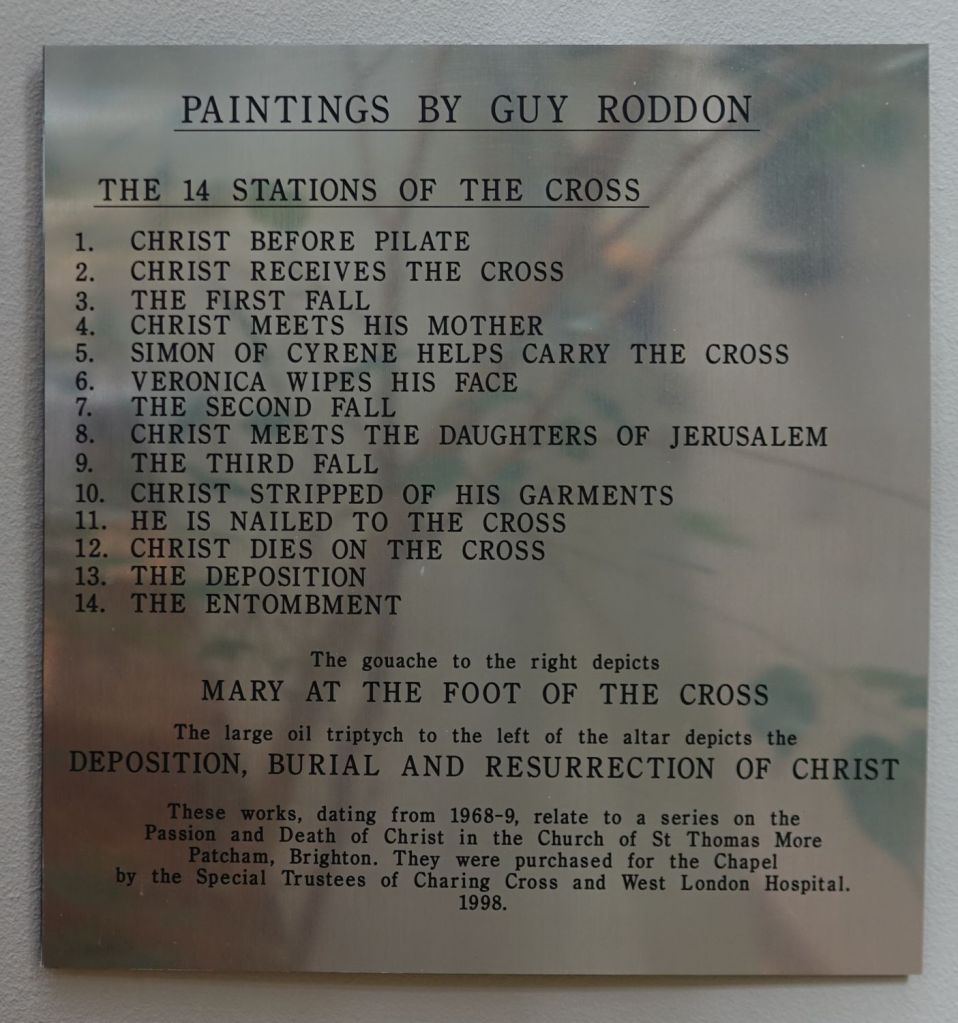 PAINTINGS BY GUY RODDON
THE 14 STATIONS OF THE CROSS
1. CHRIST BEFORE PILATE
2. CHRIST RECEIVES THE CROSS
3. THE FIRST FALL
4. CHRIST MEETS HIS MOTHER
5. SIMON OF CYRENE HELPS CARRY THE CROSS
6. VERONICA WIPES HIS FACE
7. THE SECOND FALL
8. CHRIST MEETS THE DAUGHTERS OF JERUSALEM
9. THE THIRD FALL
10. CHRIST STRIPPED OF HIS GARMENTS
11. HE IS NAILED TO THE CROSS
12. CHRIST DIES ON THE CROSS
13. THE DEPOSITION
14. THE ENTOMBMENT
The gouache to the right depicts
MARY AT THE FOOT OF THE CROSS
The large oil triptych to the left of the altar depicts the
DEPOSITION, BURIAL AND RESURRECTION OF CHRIST
These works, dating from 1968-9, relate to a series on the
Passion and Death of Christ in the Church of St Thomas More
Patcham, Brighton. They were purchased for the Chapel
by the Special Trustees of Charing Cross and West London Hospital.
1998.